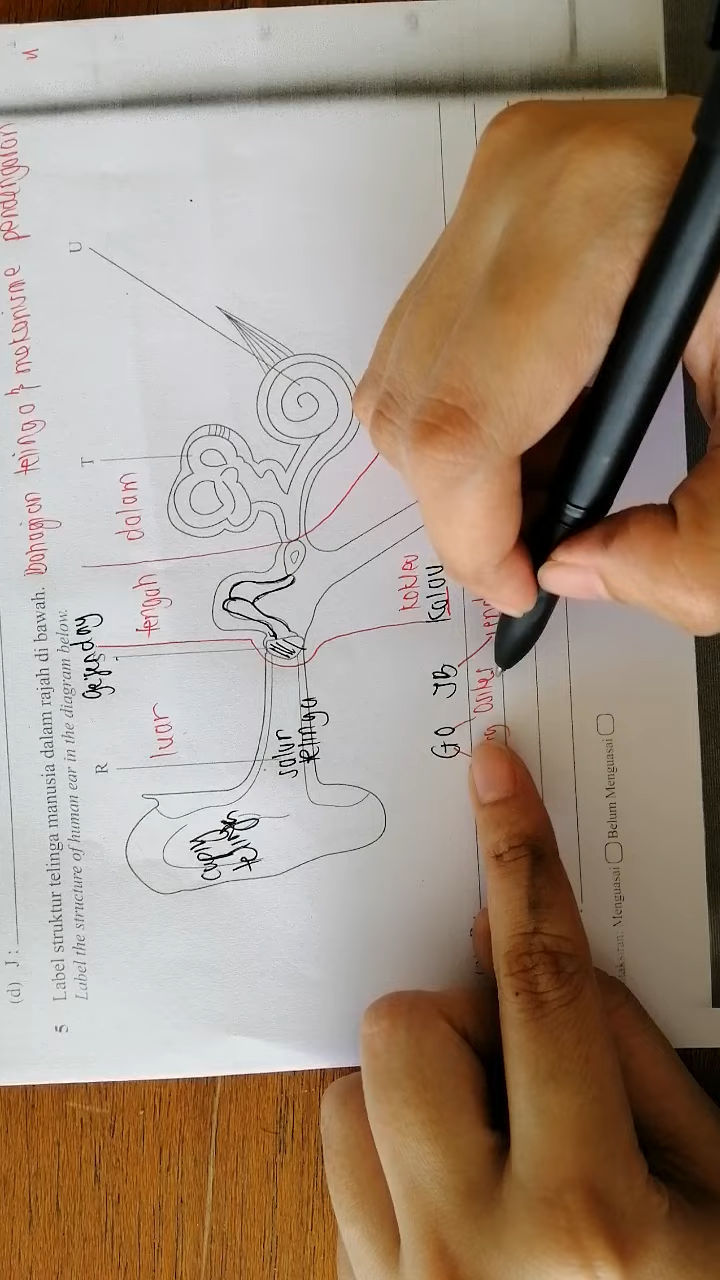 (d) J :
Bahagian telinga & mekanisme pendengaran
5 Label struktur telinga manusia dalam rajah di bawah.
Label the structure of human ear in the diagram below.
gegendang
R
T
U
luar
tengah
dalam
cuping telinga
salur telinga
koklea
Kalau
GO JB
Menguasai
Belum Menguasai